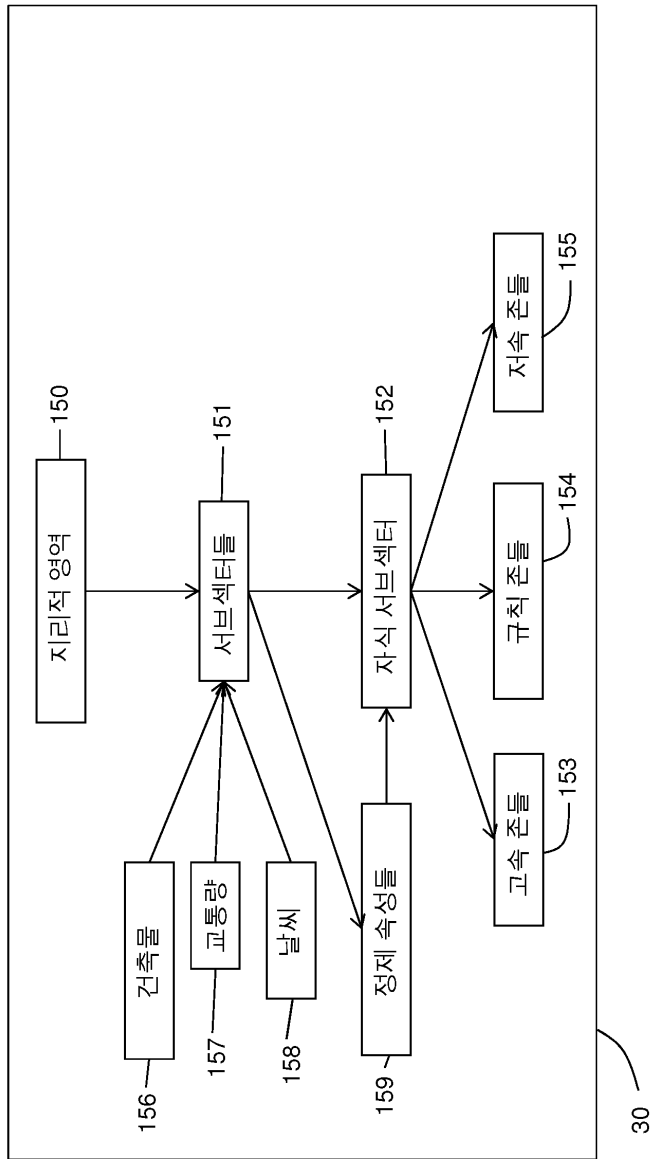 지리적 영역
150
건축물
156
교통량
157
날씨
158
서브섹터들
151
정제 속성들
159
자식 서브섹터
152
고속 존들
153
규칙 존들
154
저속 존들
155
30